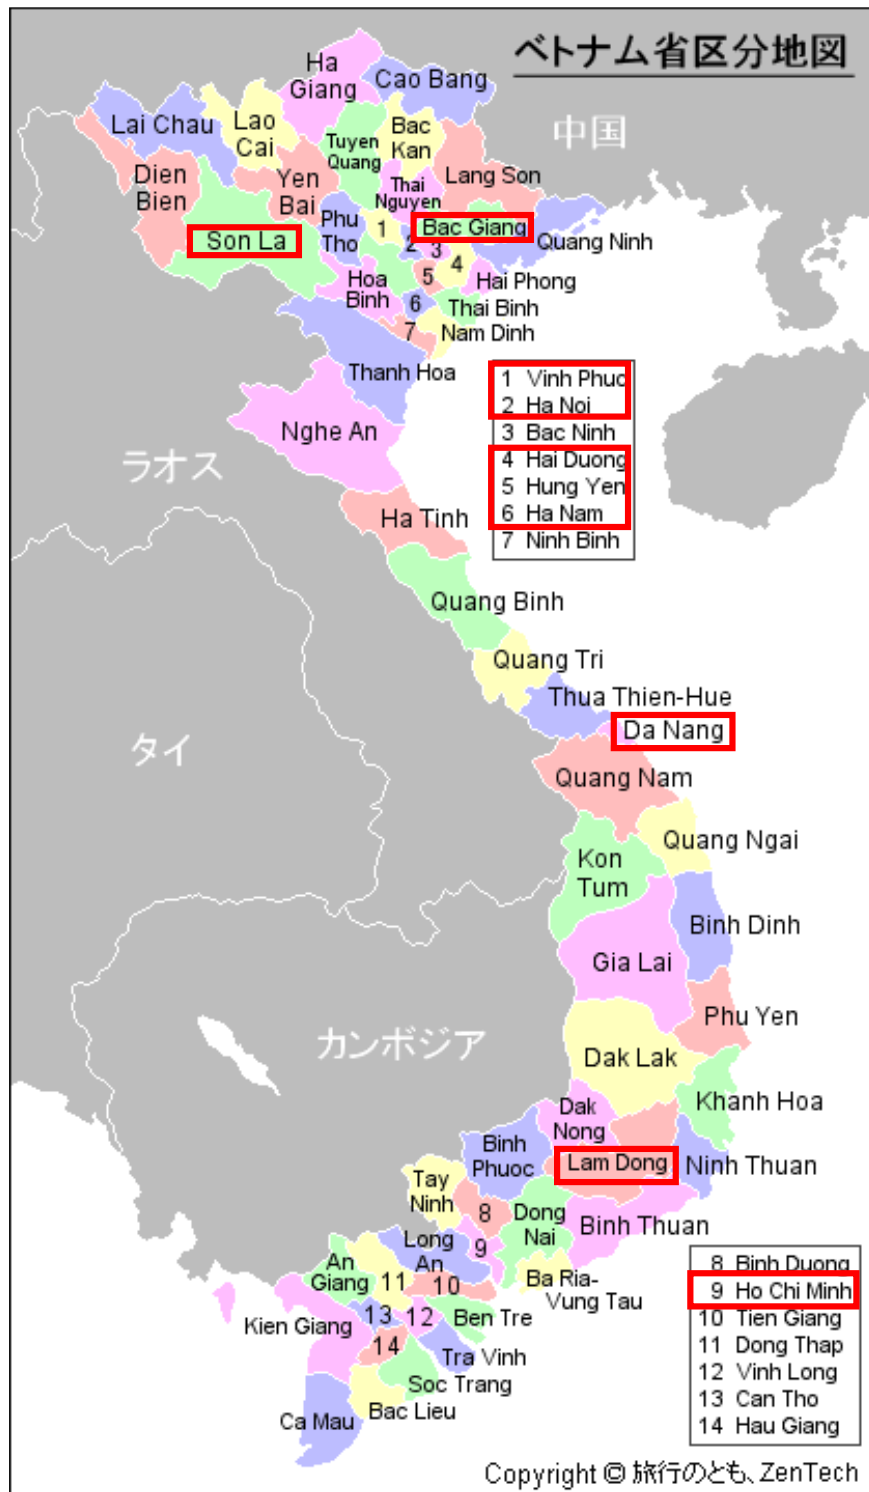 ベトナム省区分地図
Ha
Giang
Cao Bang
Lai Chau
Lao
Cai
Tuyen
Quang
Bac
Kan
中国
Dien
Bien
Yen
Bai
Thai
Nguyen
Lang Son
Phu
Tho
1
2
Bac Giang
3
Quang Ninh
Son La
4
5
Hoa
Binh
Hai Phong
6
Thai Binh
7
Nam Dinh
Thanh Hoa
1 Vinh Phuc
2 Ha Noi
3 Bac Ninh
4 Hai Duong
5 Hung Yen
6 Ha Nam
7 Ninh Binh
Nghe An
ラオス
Ha Tinh
Quang Binh
Quang Tri
Thua Thien-Hue
Da Nang
タイ
Quang Nam
Quang Ngai
Kon
Tum
Binh Dinh
Gia Lai
Phu Yen
カンボジア
Dak Lak
Khanh Hoa
Dak
Nong
Binh
Phuoc
Lam Dong
Ninh Thuan
Tay
Ninh
8
Dong
Nai
Binh Thuan
Long
An
9
An
Giang
11
10
Ba Ria-
Vung Tau
Kien Giang
13
12
Ben Tre
14
Tra Vinh
Soc Trang
Bac Lieu
Ca Mau
8 Binh Duong
9 Ho Chi Minh
10 Tien Giang
11 Dong Thap
12 Vinh Long
13 Can Tho
14 Hau Giang
Copyright © 旅行のとも、ZenTech